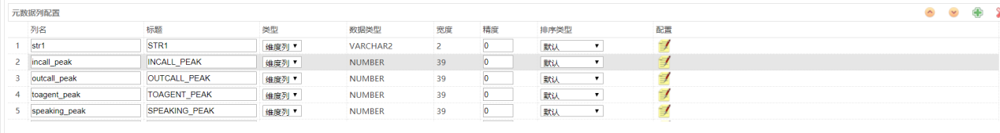 元数据列配置
列名 标题 类型 数据类型 宽度 精度 排序类型 配置
1 str1 STR1 维度列 VARCHAR2 2 0 默认
2 incall_peak INCALL_PEAK 维度列 NUMBER 39 0 默认
3 outcall_peak OUTCALL_PEAK 维度列 NUMBER 39 0 默认
4 toagent_peak TOAGENT_PEAK 维度列 NUMBER 39 0 默认
5 speaking_peak SPEAKING_PEAK 维度列 NUMBER 39 0 默认